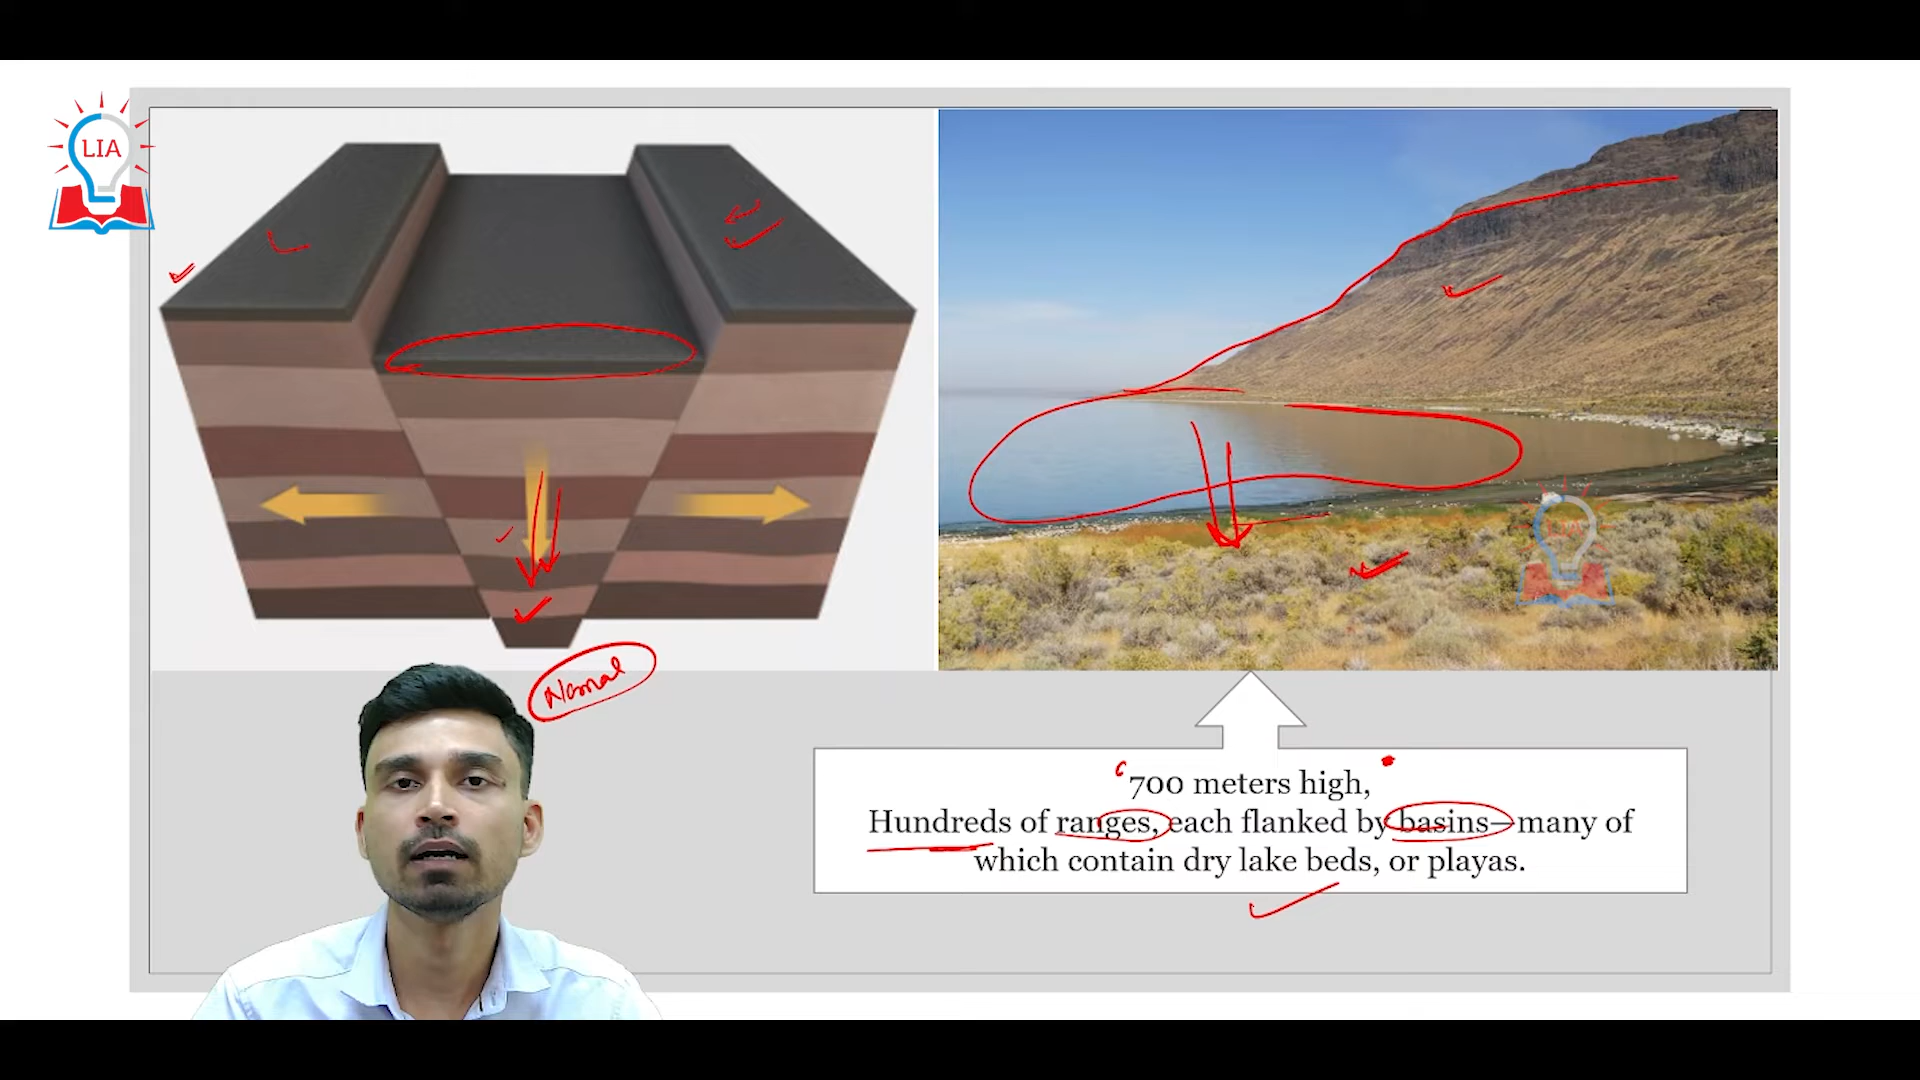 LIA
LIA
Normal
700 meters high,
Hundreds of ranges, each flanked by basins—many of
which contain dry lake beds, or playas.